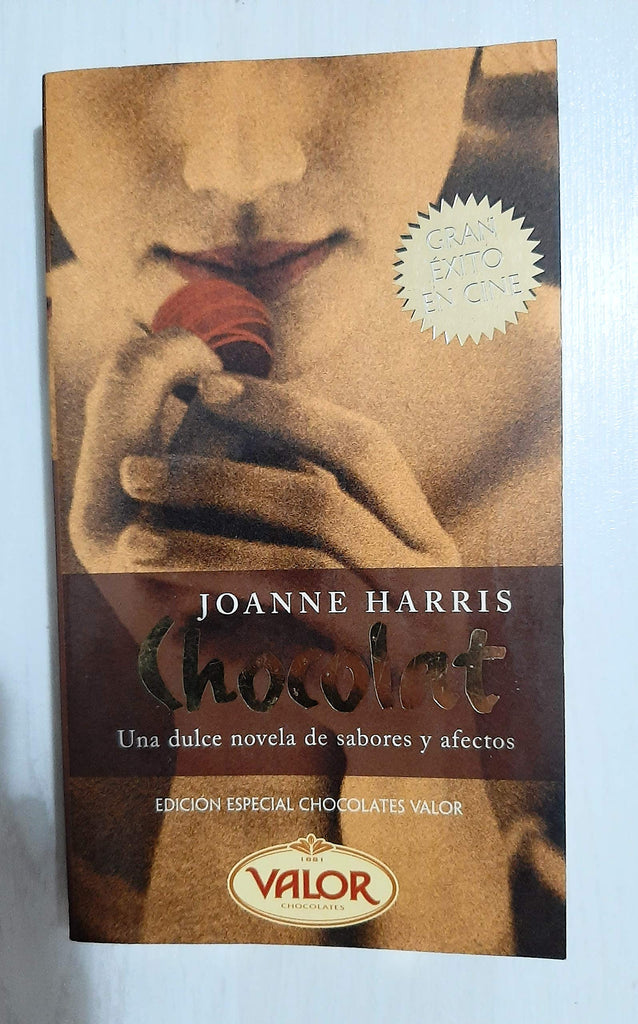 GRAN
ÉXITO
EN CINE
JOANNE HARRIS
Chocolat
Una dulce novela de sabores y afectos
EDICIÓN ESPECIAL CHOCOLATES VALOR
1881
VALOR
CHOCOLATES